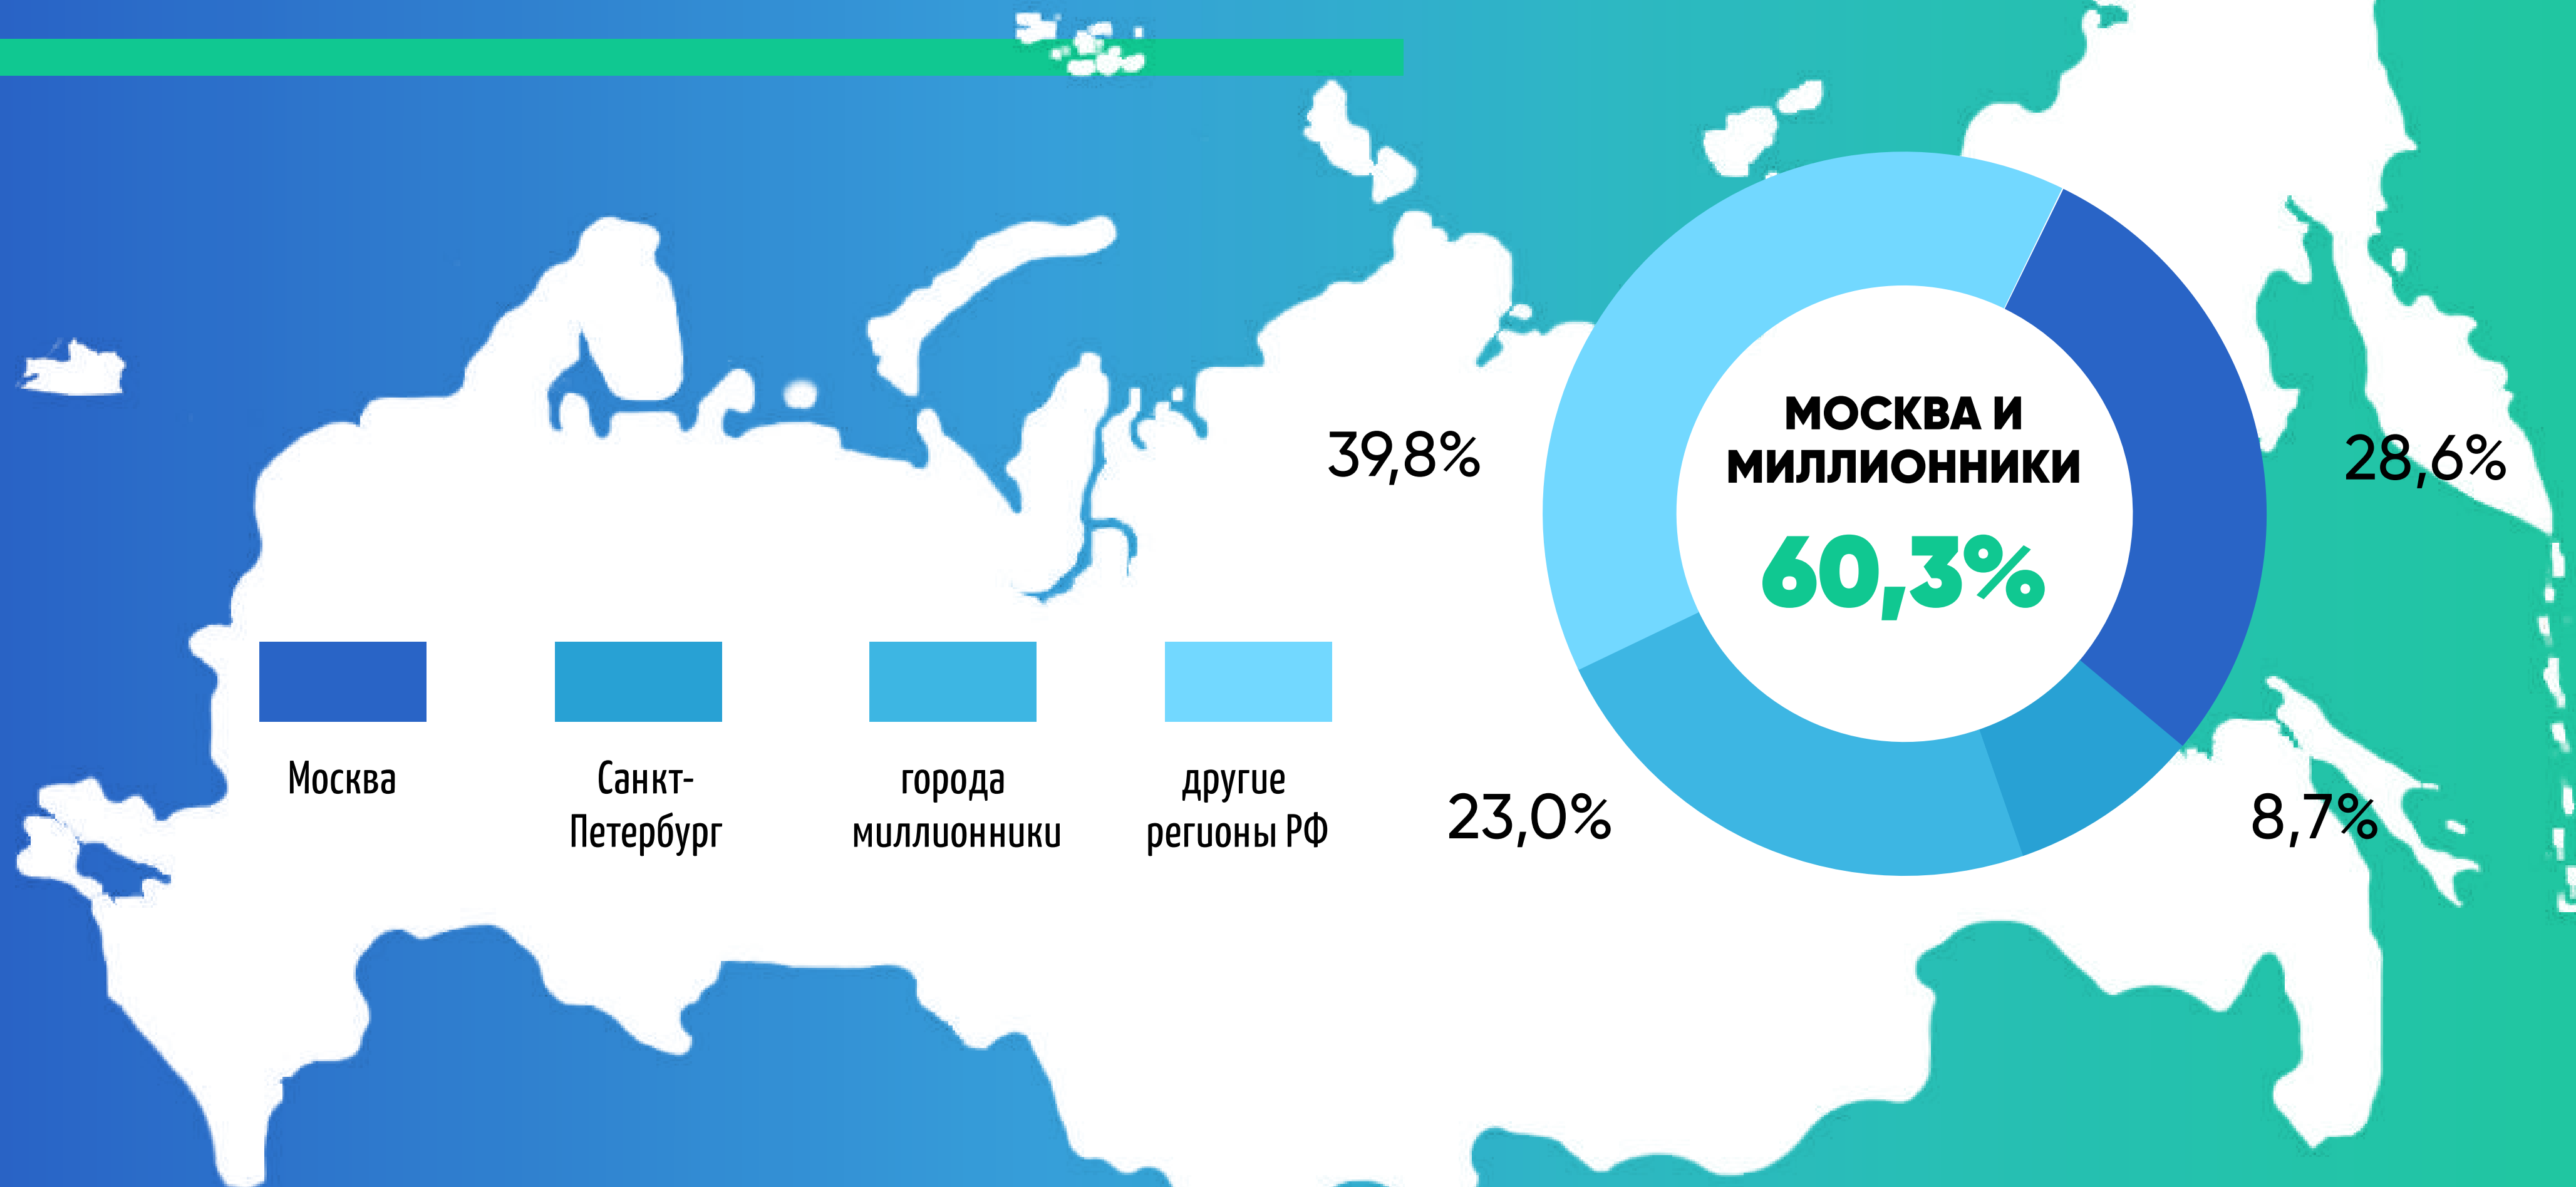 МОСКВА И
МИЛЛИОННИКИ
60,3%
39,8%
28,6%
23,0%
8,7%
Москва
Санкт-
Петербург
города
миллионники
другие
регионы РФ